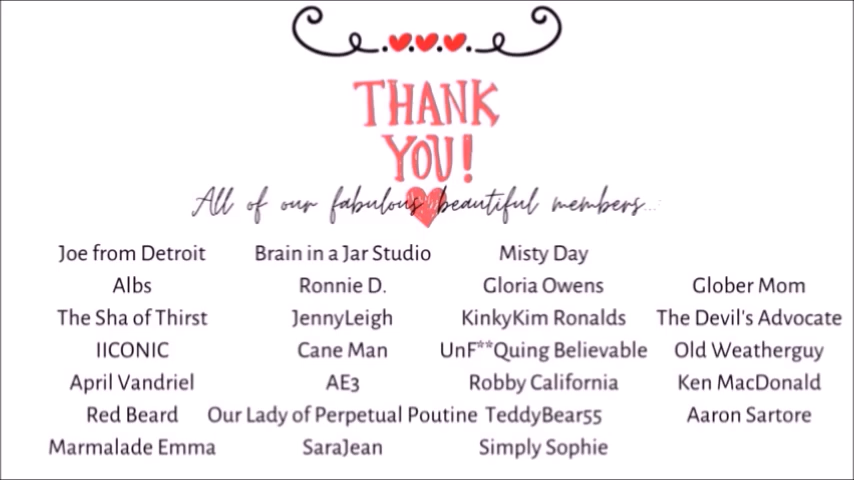 THANK
YOU!
All of our fabulous beautiful members...
Joe from Detroit Brain in a Jar Studio Misty Day
Albs Ronnie D. Gloria Owens Glober Mom
The Sha of Thirst JennyLeigh KinkyKim Ronalds The Devil's Advocate
IICONIC Cane Man UnF**Quing Believable Old Weatherguy
April Vandriel AE3 Robby California Ken MacDonald
Red Beard Our Lady of Perpetual Poutine TeddyBear55 Aaron Sartore
Marmalade Emma SaraJean Simply Sophie